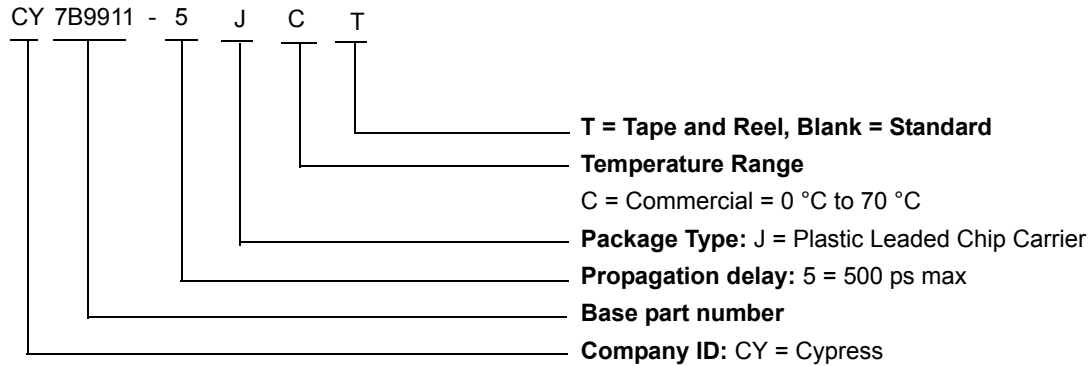 CY 7B9911 - 5 J C T
T = Tape and Reel, Blank = Standard
Temperature Range
C = Commercial = 0 °C to 70 °C
Package Type: J = Plastic Leaded Chip Carrier
Propagation delay: 5 = 500 ps max
Base part number
Company ID: CY = Cypress